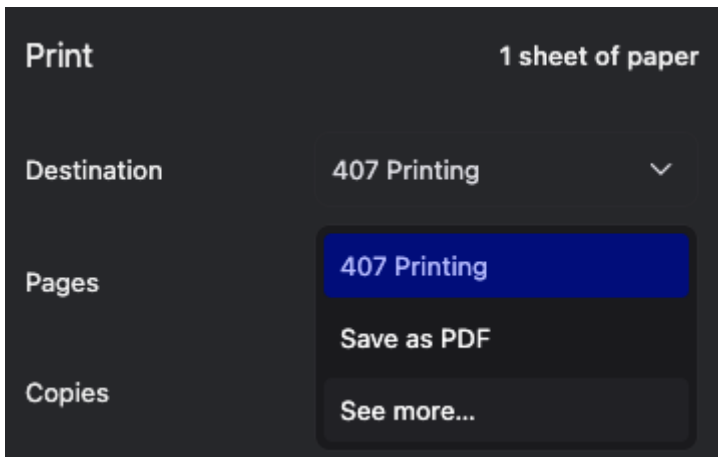 Print
1 sheet of paper
Destination
407 Printing
407 Printing
Pages
Save as PDF
Copies
See more...